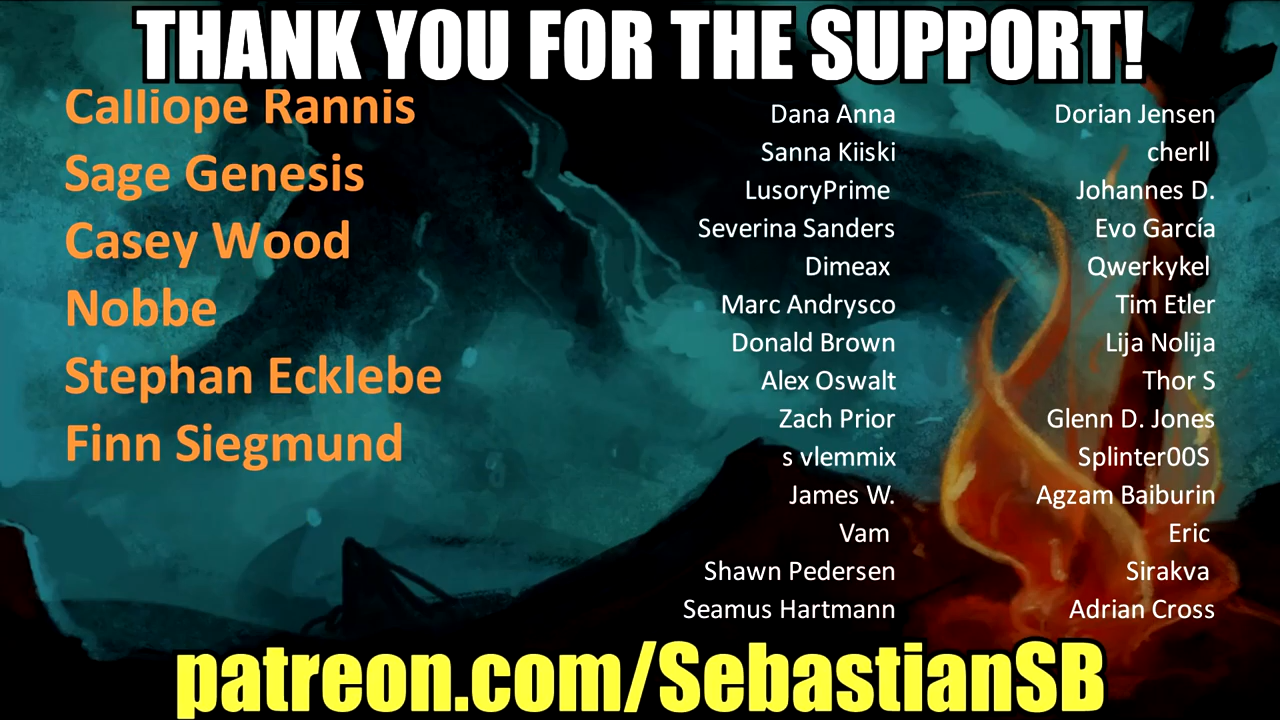 THANK YOU FOR THE SUPPORT!
Calliope Rannis
Sage Genesis
Casey Wood
Nobbe
Stephan Ecklebe
Finn Siegmund
Dana Anna
Sanna Kiiski
LusoryPrime
Severina Sanders
Dimeax
Marc Andrysco
Donald Brown
Alex Oswalt
Zach Prior
s vlemmix
James W.
Vam
Shawn Pedersen
Seamus Hartmann
Dorian Jensen
cherll
Johannes D.
Evo García
Qwerkykel
Tim Etler
Lija Nolija
Thor S
Glenn D. Jones
Splinter00S
Agzam Baiburin
Eric
Sirakva
Adrian Cross
patreon.com/SebastianSB